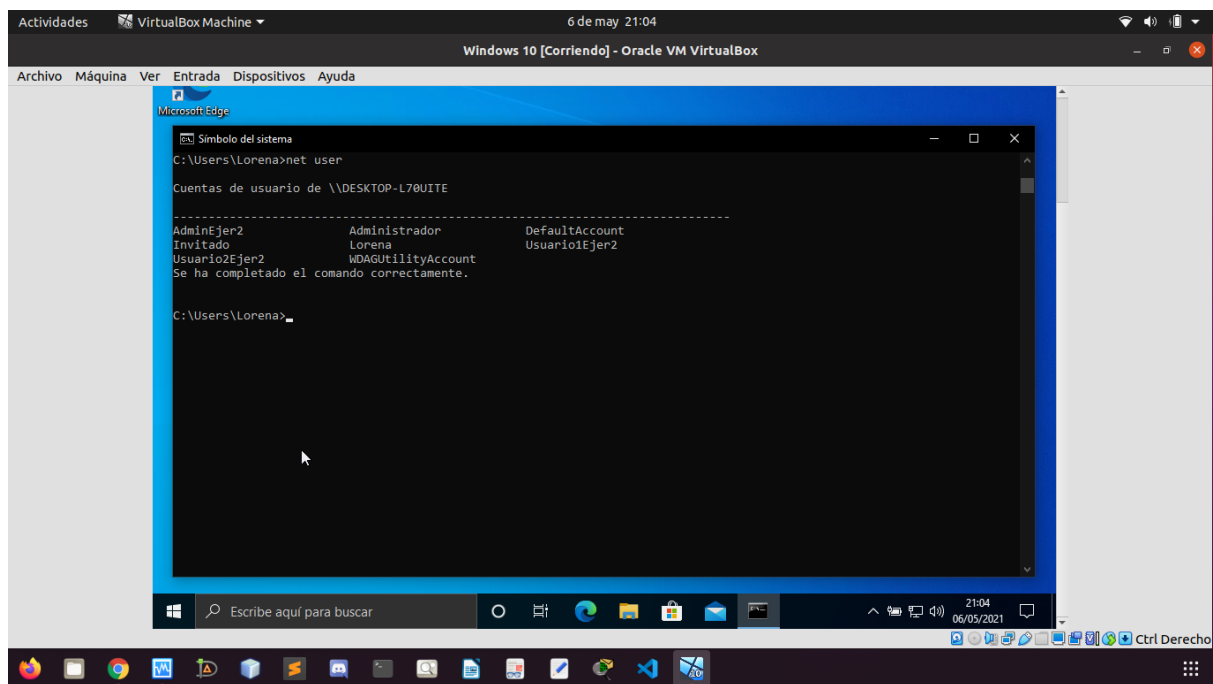 Actividades VirtualBox Machine 6 de may 21:04
Windows 10 [Corriendo] - Oracle VM VirtualBox
Archivo Máquina Ver Entrada Dispositivos Ayuda
Microsoft Edge
Símbolo del sistema
C:\Users\Lorena>net user
Cuentas de usuario de \\DESKTOP-L70UITE
-------------------------------------------------------------------------------
AdminEjer2 Administrador DefaultAccount
Invitado Lorena Usuario1Ejer2
Usuario2Ejer2 WDAGUtilityAccount
Se ha completado el comando correctamente.
C:\Users\Lorena>
Escribe aquí para buscar
21:04
06/05/2021
Ctrl Derecho